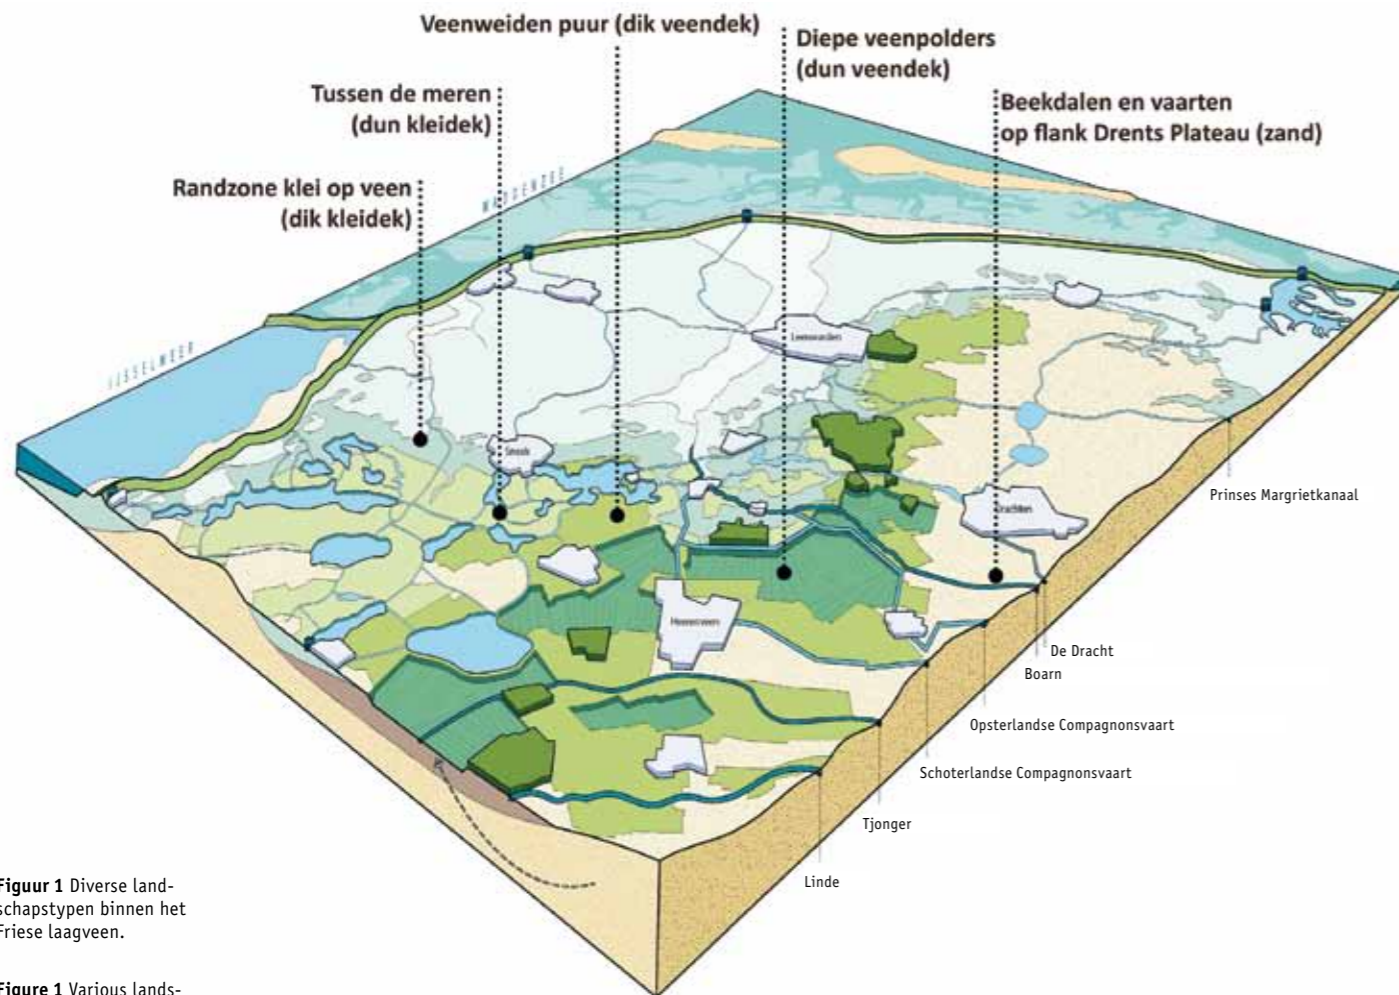 Veenweiden puur (dik veendek)
Diepe veenpolders
(dun veendek)
Tussen de meren
(dun kleidek)
Beekdalen en vaarten
op flank Drents Plateau (zand)
Randzone klei op veen
(dik kleidek)
WADDENZEE
IJSSELMEER
Leeuwarden
Sneek
Drachten
Heerenveen
Prinses Margrietkanaal
De Dracht
Boarn
Opsterlandse Compagnonsvaart
Schoterlandse Compagnonsvaart
Tjonger
Linde
Figuur 1 Diverse land-
schapstypen binnen het
Friese laagveen.
Figure 1 Various lands-